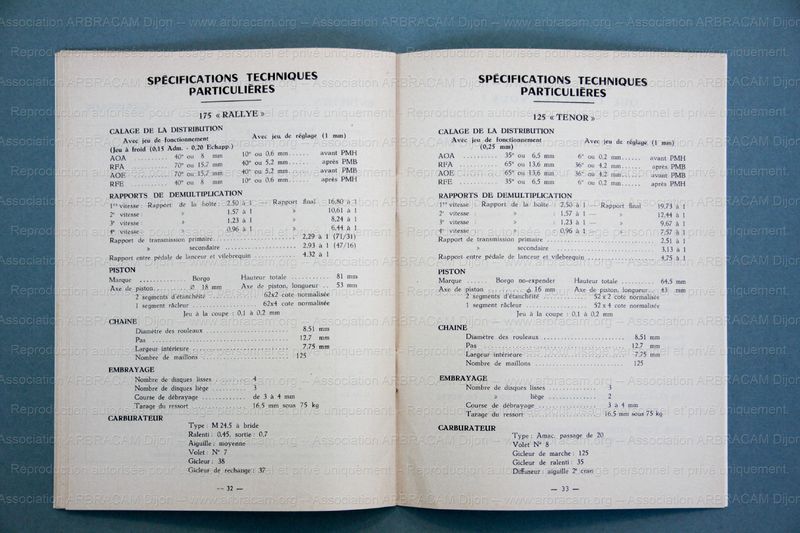 SPÉCIFICATIONS TECHNIQUES
PARTICULIÈRES
175 « RALLYE »
CALAGE DE LA DISTRIBUTION
Avec jeu de fonctionnement Avec jeu de réglage (1 mm)
(Jeu à froid (0,15 Adm. - 0,20 Echapp.)
AOA 40° ou 8 mm 10° ou 0,6 mm...... avant PMH
RFA 70° ou 15,7 mm 40° ou 5,2 mm...... après PMB
AOE 70° ou 15,7 mm 40° ou 5,2 mm...... avant PMB
RFE 40° ou 8 mm 10° ou 0,6 mm...... après PMH
RAPPORTS DE DEMULTIPLICATION
1re vitesse : Rapport de la boîte : 2,50 à 1 — Rapport final 16,80 à 1
2e vitesse » 1,57 à 1 » 10,61 à 1
3e vitesse » 1,23 à 1 » 8,24 à 1
4e vitesse » 0,96 à 1 » 6,44 à 1
Rapport de transmission primaire .......... 2,29 à 1 (71/31)
» secondaire .......... 2,93 à 1 (47/16)
Rapport entre pédale de lanceur et vilebrequin 4,32 à 1
PISTON
Marque .......... Borgo Hauteur totale .......... 81 mm
Axe de piston .......... ∅ 18 mm Axe de piston, longueur .. 53 mm
2 segments d'étanchéité .......... 62x2 cote normalisée
1 segment râcleur .......... 62x4 cote normalisée
Jeu à la coupe : 0,1 à 0,2 mm
CHAINE
Diamètre des rouleaux .......... 8,51 mm
Pas .......... 12,7 mm
Largeur intérieure .......... 7,75 mm
Nombre de maillons .......... 125
EMBRAYAGE
Nombre de disques lisses .......... 4
Nombre de disques liège .......... 3
Course de débrayage .......... de 3 à 4 mm
Tarage du ressort .......... 16,5 mm sous 75 kg
CARBURATEUR
Type : M 24.5 à bride
Ralenti : 0,45, sortie : 0,7
Aiguille : moyenne
Volet : N° 7
Gicleur : 38
Gicleur de rechange : 37
— 32 —
SPÉCIFICATIONS TECHNIQUES
PARTICULIÈRES
125 « TENOR »
CALAGE DE LA DISTRIBUTION
Avec jeu de fonctionnement Avec jeu de réglage (1 mm)
(0,25 mm)
AOA .......... 35° ou 6,5 mm 6° ou 0,2 mm...... avant PMH
RFA .......... 65° ou 13,6 mm 36° ou 4,2 mm...... après PMB
AOE .......... 65° ou 13,6 mm 36° ou 4,2 mm...... avant PMB
RFE .......... 35° ou 6,5 mm 6° ou 0,2 mm...... après PMH
RAPPORTS DE DEMULTIPLICATION
1re vitesse : Rapport de la boîte : 2,50 à 1 — Rapport final 19,73 à 1
2e vitesse » 1,57 à 1 — » 12,44 à 1
3e vitesse » 1,23 à 1 — » 9,67 à 1
4e vitesse » 0,96 à 1 — » 7,57 à 1
Rapport de transmission primaire .......... 2,51 à 1
» secondaire .......... 3,13 à 1
Rapport entre pédale de lanceur et vilebrequin .......... 4,75 à 1
PISTON
Marque ...... Borgo no-expender Hauteur totale .......... 64,5 mm
Axe de piston .......... ϕ 16 mm Axe de piston, longueur.. 43 mm
2 segments d'étanchéité .......... 52 x 2 cote normalisée
1 segment râcleur .......... 52 x 4 cote normalisée
Jeu à la coupe : 0,1 à 0,2 mm
CHAINE
Diamètre des rouleaux .......... 8,51 mm
Pas .......... 12,7 mm
Largeur intérieure .......... 7,75 mm
Nombre de maillons .......... 125
EMBRAYAGE
Nombre de disques lisses .......... 3
» liège .......... 2
Course de débrayage .......... 3 à 4 mm
Tarage du ressort .......... 16,5 mm sous 75 kg
CARBURATEUR
Type : Amac, passage de 20.
Volet N° 8
Gicleur de marche : 125
Gicleur de ralenti : 35
Diffuseur : aiguille 2e cran
— 33 —
Association ARBRACAM Dijon – www.arbracam.org – Association ARBRACAM Dijon
Reproduction autorisée pour usage personnel et privé uniquement.